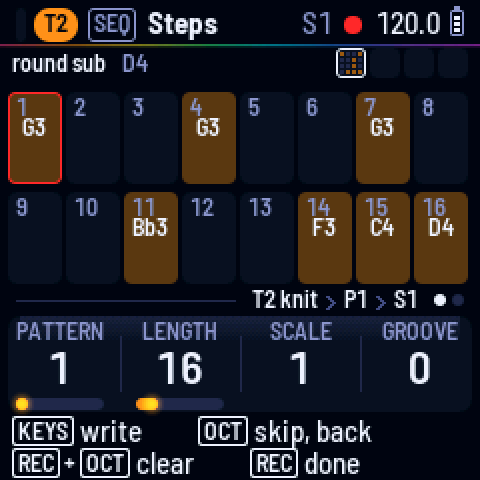 T2 SEQ Steps S1 120.0
round sub D4
1 2 3 4 5 6 7 8
G3 G3 G3
9 10 11 12 13 14 15 16
Bb3 F3 C4 D4
T2 knit > P1 > S1
PATTERN LENGTH SCALE GROOVE
1 16 1 0
KEYS write OCT skip, back
REC + OCT clear REC done